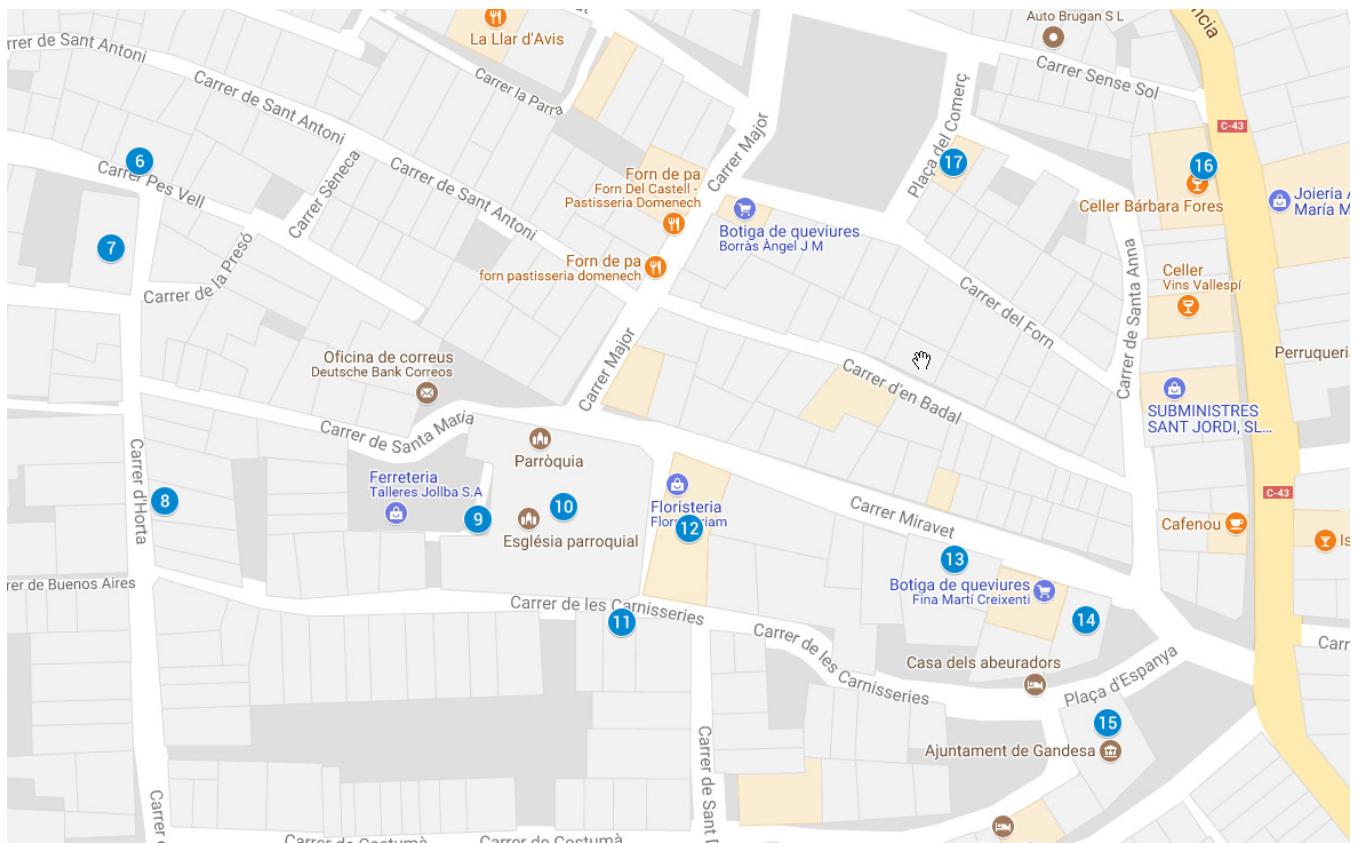 Auto Brugan S L
La Llar d'Avis
Carrer de Sant Antoni
Carrer la Parra
Carrer Sense Sol
Carrer de Sant Antoni
C-43
Carrer Major
Plaça del Comerç
6
17
16
Carrer Pes Vell
Carrer Sèneca
Carrer de Sant Antoni
Forn de pa
Forn Del Castell -
Pastisseria Domenech
Celler Bárbara Fores
Joieria
María M
Botiga de queviures
Borràs Àngel J M
7
Carrer de la Presó
Forn de pa
forn pastisseria domenech
Celler
Vins Vallespí
Carrer del Forn
Carrer de Santa Anna
Oficina de correus
Deutsche Bank Correos
Carrer Major
Carrer d'en Badal
SUBMINISTRES
SANT JORDI, SL...
Carrer de Santa Maria
Parròquia
Ferreteria
Talleres Jollba S.A
Carrer d'Horta
8
9
10
Església parroquial
Floristeria
12
Carrer Miravet
C-43
Cafenou
13
Botiga de queviures
Fina Martí Creixenti
14
Carrer de les Carnisseries
11
Carrer de les Carnisseries
Casa dels abeuradors
Plaça d'Espanya
15
Ajuntament de Gandesa
Carrer de Sant
Carrer de Costumà
Carrer de Costumà